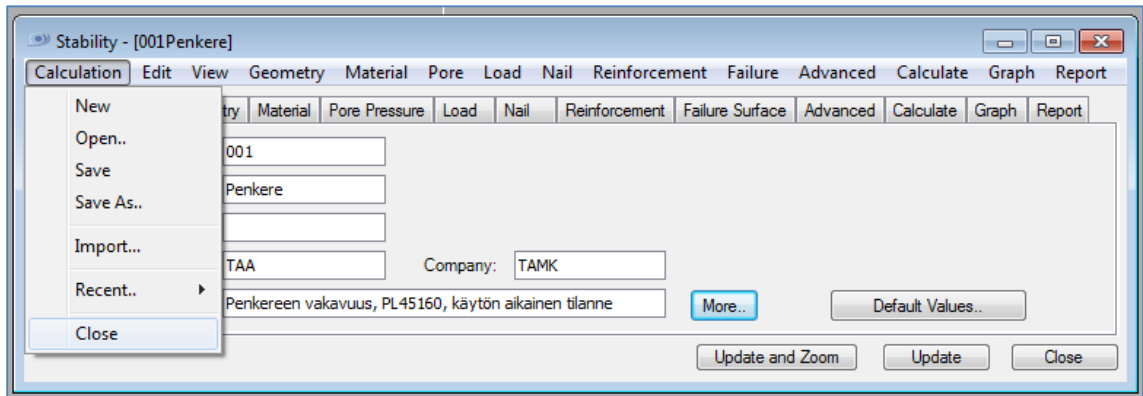 Stability - [001Penkere]
Calculation Edit View Geometry Material Pore Load Nail Reinforcement Failure Advanced Calculate Graph Report
try Material Pore Pressure Load Nail Reinforcement Failure Surface Advanced Calculate Graph Report
New
Open..
Save
Save As..
Import...
Recent..
Close
001
Penkere
TAA Company: TAMK
Penkereen vakavuus, PL45160, käytön aikainen tilanne More.. Default Values..
Update and Zoom Update Close